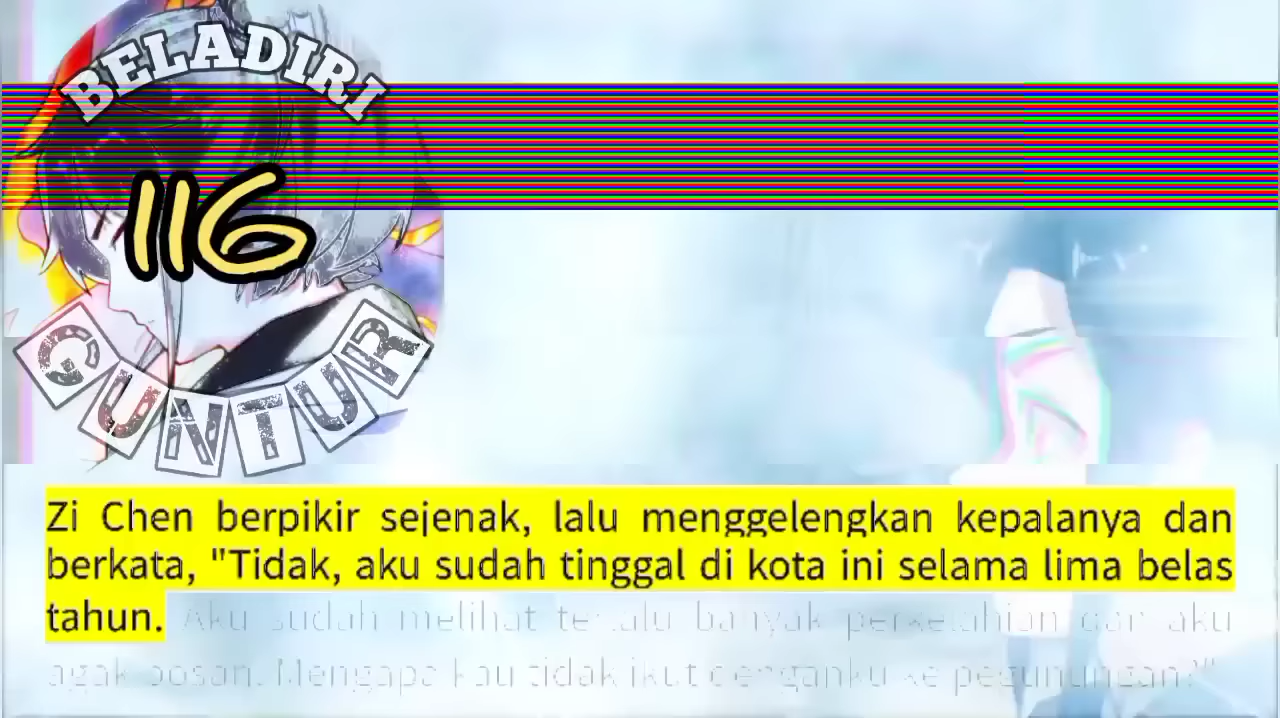 BELADIRI
116
GUNTUR
Zi Chen berpikir sejenak, lalu menggelengkan kepalanya dan
berkata, "Tidak, aku sudah tinggal di kota ini selama lima belas
tahun. Aku sudah melihat terlalu banyak perkelahian dan aku
agak bosan. Mengapa kau tidak ikut denganku ke pegunungan?"